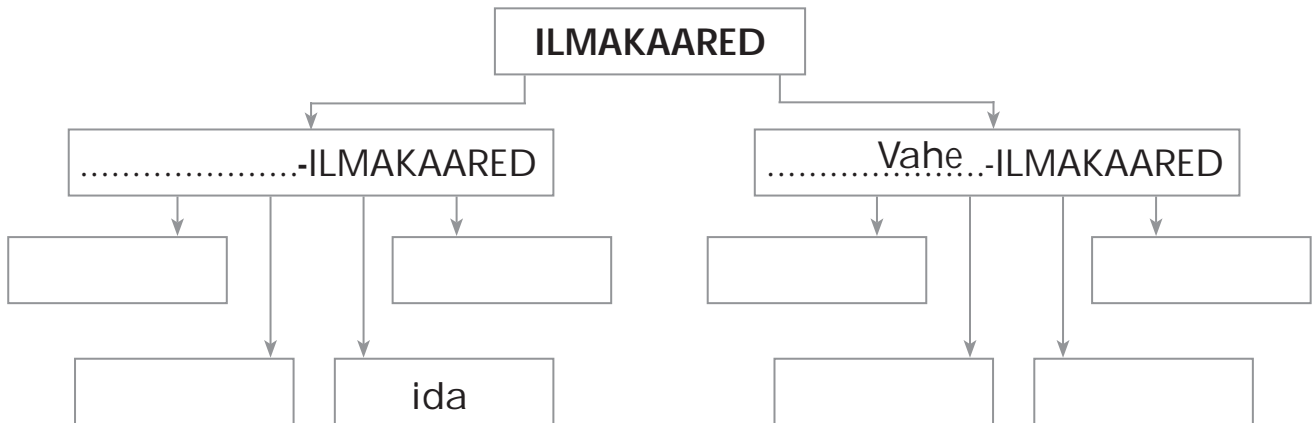 ILMAKAARED
.....................-ILMAKAARED
Vahe
.....................-ILMAKAARED
ida